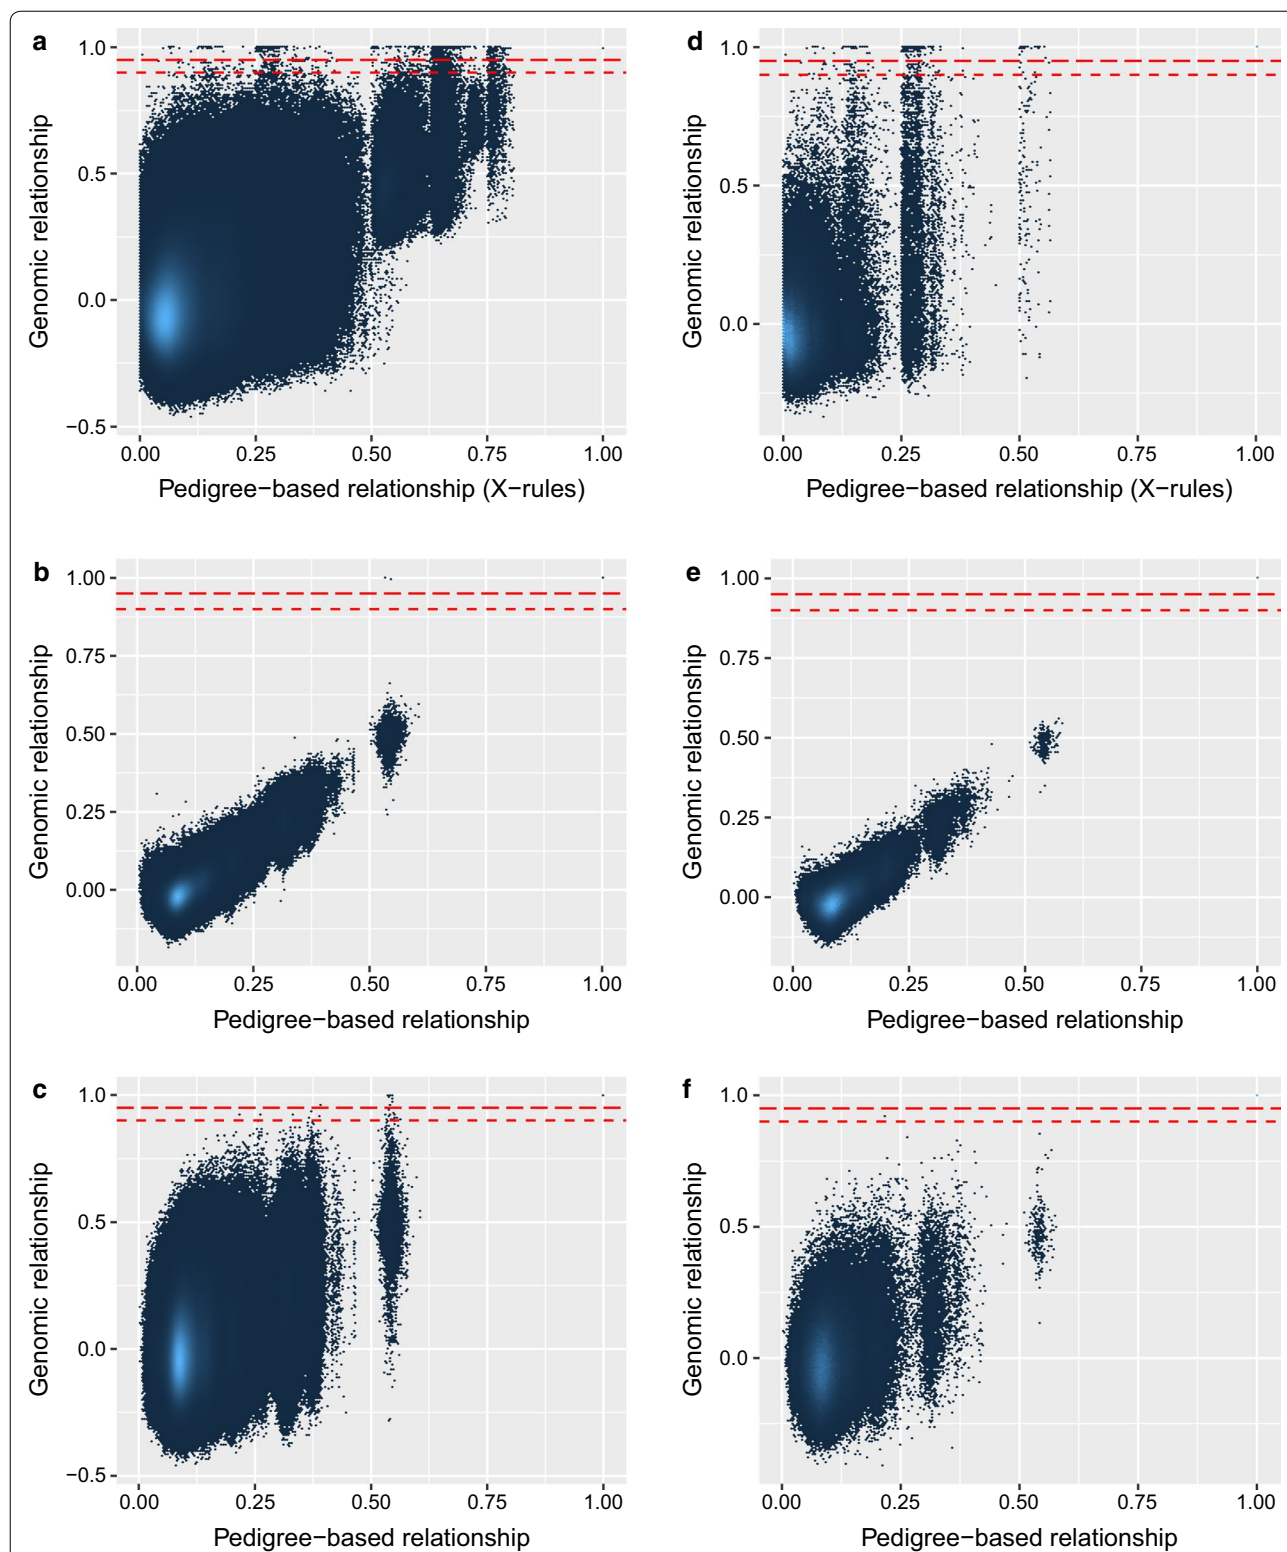 a
1.0
0.5
0.0
−0.5
Genomic relationship
0.00 0.25 0.50 0.75 1.00
Pedigree−based relationship (X−rules)
d
1.0
0.5
0.0
Genomic relationship
0.00 0.25 0.50 0.75 1.00
Pedigree−based relationship (X−rules)
b
1.00
0.75
0.50
0.25
0.00
Genomic relationship
0.00 0.25 0.50 0.75 1.00
Pedigree−based relationship
e
1.00
0.75
0.50
0.25
0.00
Genomic relationship
0.00 0.25 0.50 0.75 1.00
Pedigree−based relationship
c
1.0
0.5
0.0
−0.5
Genomic relationship
0.00 0.25 0.50 0.75 1.00
Pedigree−based relationship
f
1.0
0.5
0.0
Genomic relationship
0.00 0.25 0.50 0.75 1.00
Pedigree−based relationship